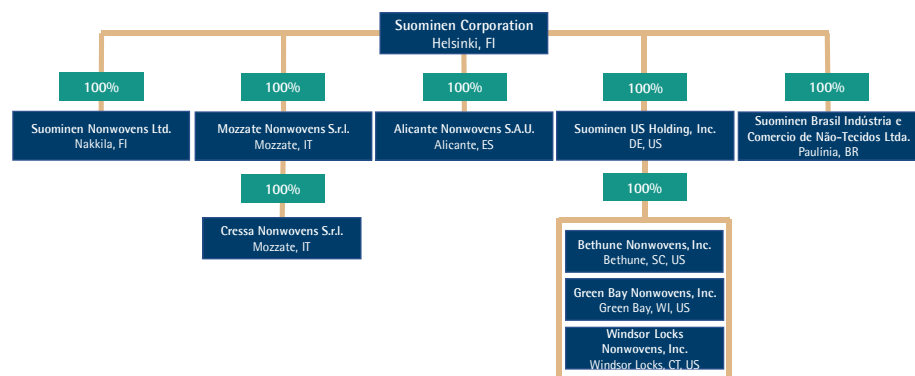 Suominen Corporation
Helsinki, FI
100%
100%
100%
100%
100%
Suominen Nonwovens Ltd.
Nakkila, FI
Mozzate Nonwovens S.r.l.
Mozzate, IT
Alicante Nonwovens S.A.U.
Alicante, ES
Suominen US Holding, Inc.
DE, US
Suominen Brasil Indústria e
Comercio de Não-Tecidos Ltda.
Paulínia, BR
100%
100%
Cressa Nonwovens S.r.l.
Mozzate, IT
Bethune Nonwovens, Inc.
Bethune, SC, US
Green Bay Nonwovens, Inc.
Green Bay, WI, US
Windsor Locks
Nonwovens, Inc.
Windsor Locks, CT, US